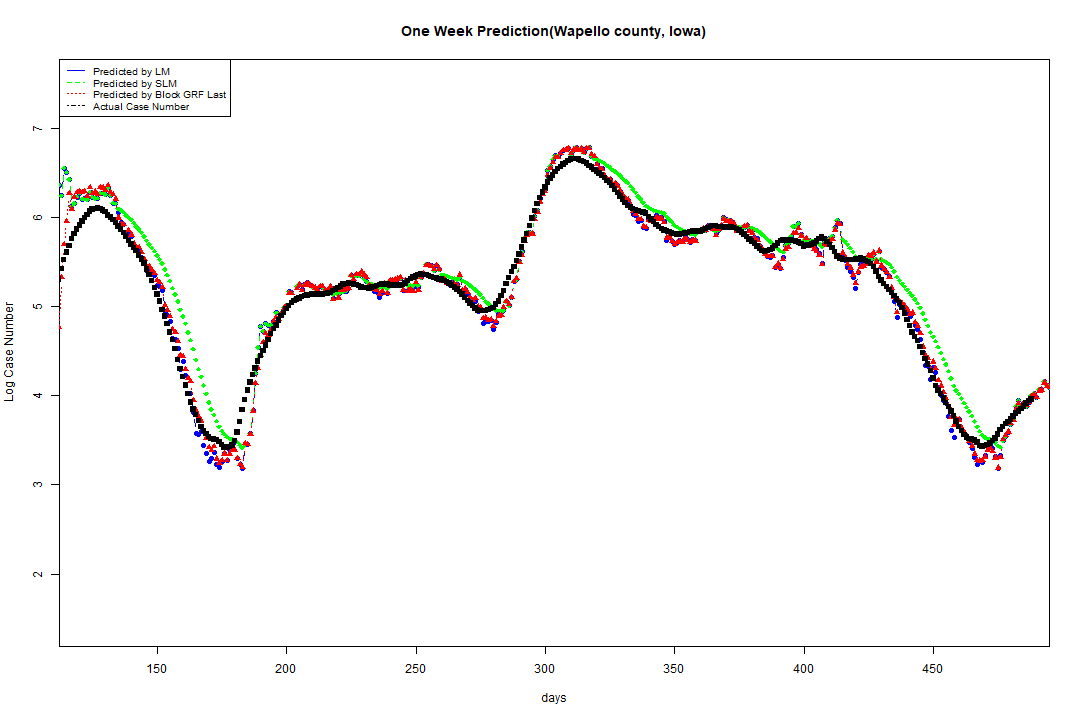 One Week Prediction(Wapello county, Iowa)
Predicted by LM
Predicted by SLM
Predicted by Block GRF Last
Actual Case Number
Log Case Number
7
6
5
4
3
2
150 200 250 300 350 400 450
days